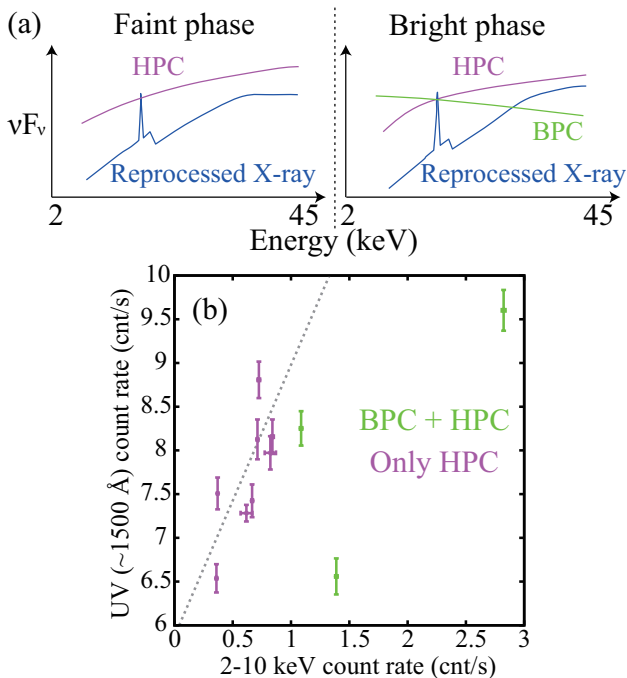 (a) Faint phase Bright phase
HPC HPC
νFν
BPC
Reprocessed X-ray Reprocessed X-ray
2 45 2 45
Energy (keV)
(b)
UV (~1500 Å) count rate (cnt/s)
10
9.5
9
8.5
8
7.5
7
6.5
6
BPC + HPC
Only HPC
0 0.5 1 1.5 2 2.5 3
2-10 keV count rate (cnt/s)